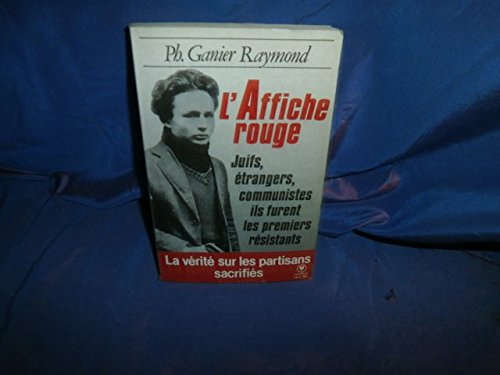 Ph. Ganier Raymond
L'Affiche
rouge
Juifs,
étrangers,
communistes
ils furent
les premiers
résistants
La vérité sur les partisans
sacrifiés